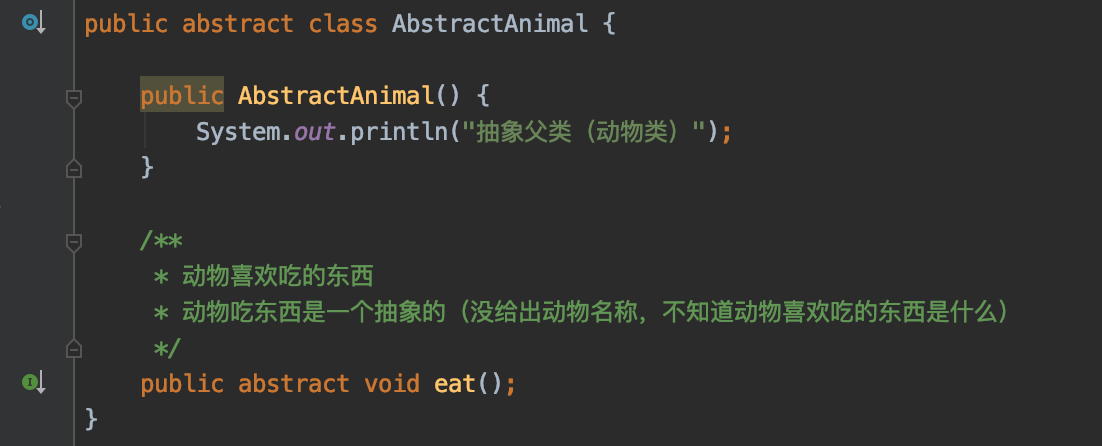 public abstract class AbstractAnimal {
public AbstractAnimal() {
System.out.println("抽象父类（动物类）");
}
/**
* 动物喜欢吃的东西
* 动物吃东西是一个抽象的（没给出动物名称，不知道动物喜欢吃的东西是什么）
*/
public abstract void eat();
}